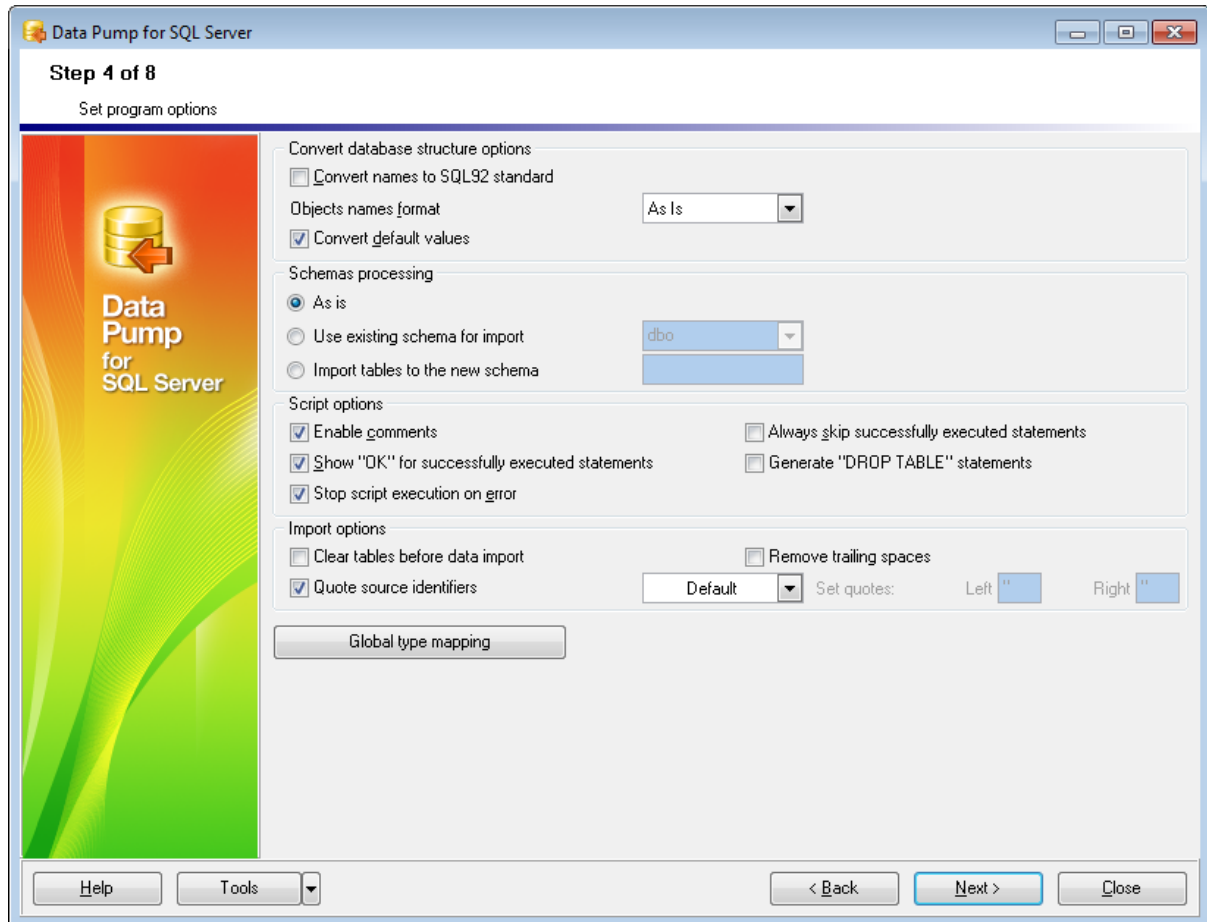 Data Pump for SQL Server
Step 4 of 8
Set program options
Data
Pump
for
SQL Server
Convert database structure options
Convert names to SQL92 standard
Objects names format As Is
Convert default values
Schemas processing
As is
Use existing schema for import dbo
Import tables to the new schema
Script options
Enable comments Always skip successfully executed statements
Show "OK" for successfully executed statements Generate "DROP TABLE" statements
Stop script execution on error
Import options
Clear tables before data import Remove trailing spaces
Quote source identifiers Default Set quotes: Left " Right "
Global type mapping
Help Tools < Back Next > Close